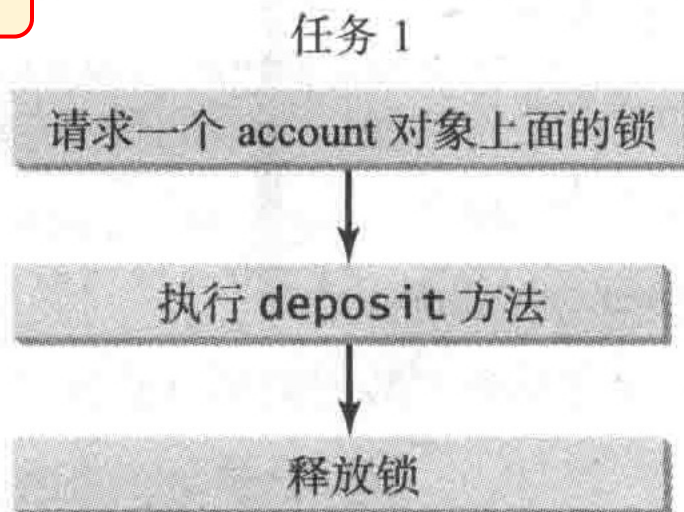 任务 1
请求一个 account 对象上面的锁
执行 deposit 方法
释放锁